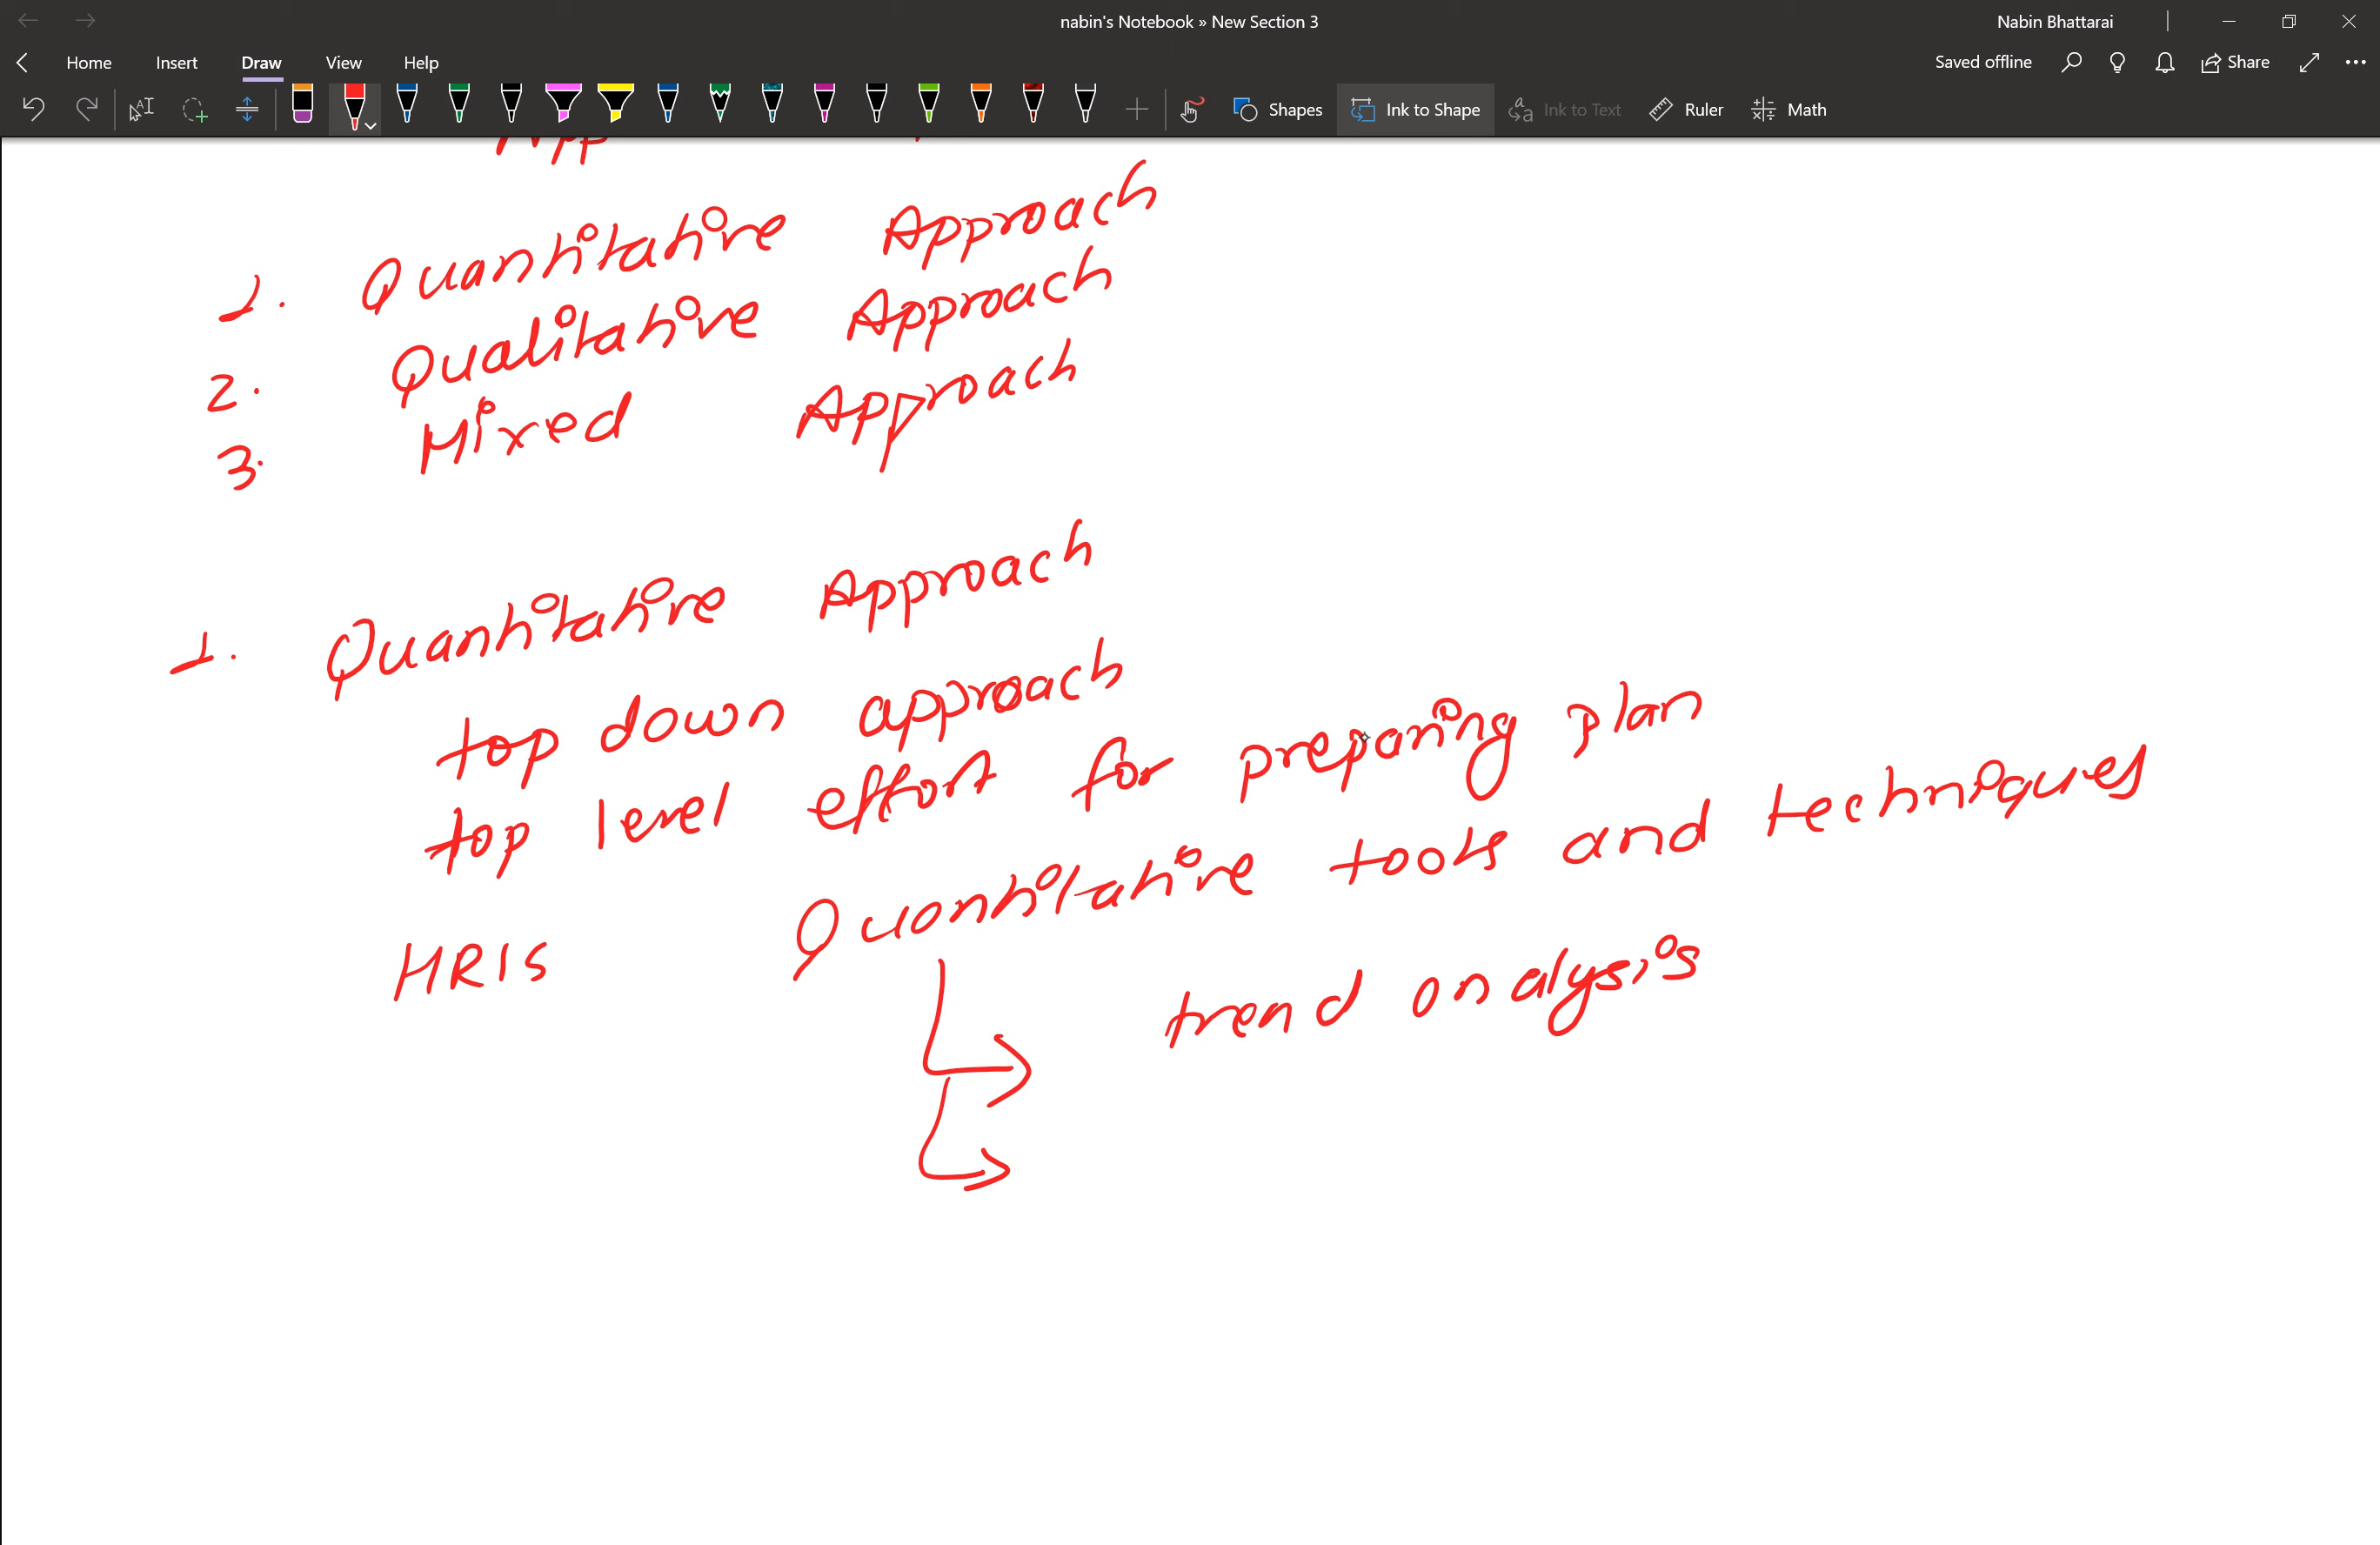 nabin's Notebook » New Section 3
Nabin Bhattarai
Home Insert Draw View Help
Saved offline
Share
Shapes
Ink to Shape
Ink to Text
Ruler
Math
1. Quantitative Approach
2. Qualitative Approach
3. Mixed Approach
1. Quantitative Approach
top down approach
top level effort for preparing plan
HRIS Quantitative tools and techniques
trend analysis